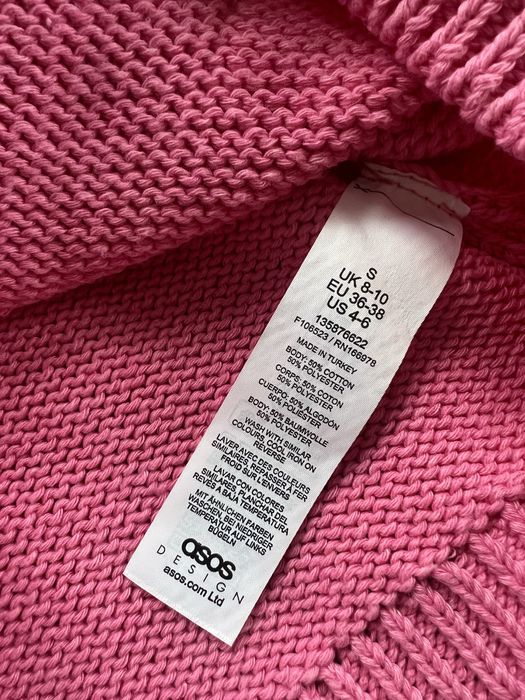 S
UK 8-10
EU 36-38
US 4-6
135876622
F106523 / RN166978
MADE IN TURKEY
BODY: 50% COTTON
50% POLYESTER
CORPS: 50% COTON
50% POLYESTER
CUERPO: 50% ALGODÓN
50% POLIÉSTER
BODY: 50% BAUMWOLLE
50% POLYESTER
WASH WITH SIMILAR
COLOURS, COOL IRON ON
REVERSE
LAVER AVEC DES COULEURS
SIMILAIRES, REPASSER A FER
FROID SUR L'ENVERS
LAVAR CON COLORES
SIMILARES, PLANCHAR DEL
REVES A BAJA TEMPERATURA
MIT ÄHNLICHEN FARBEN
WASCHEN, BEI NIEDRIGER
TEMPERATUR AUF LINKS
BÜGELN
asos
DESIGN
asos.com Ltd